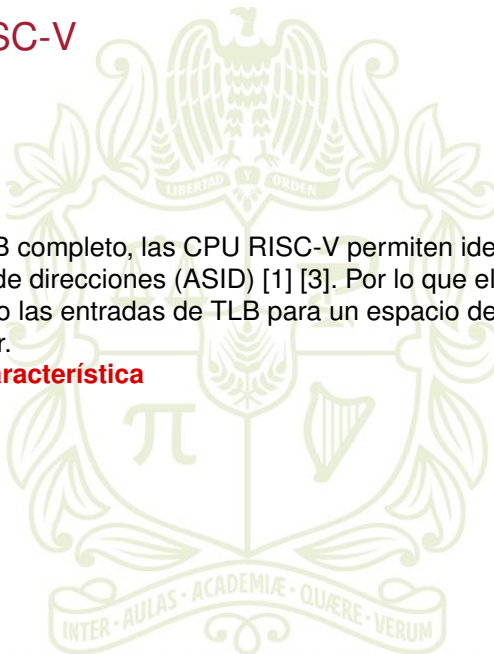 SC-V
LIBERTAD Y ORDEN
B completo, las CPU RISC-V permiten ide
de direcciones (ASID) [1] [3]. Por lo que el
o las entradas de TLB para un espacio de
r.
aracterística
π
INTER · AULAS · ACADEMIÆ · QUÆRE · VERUM